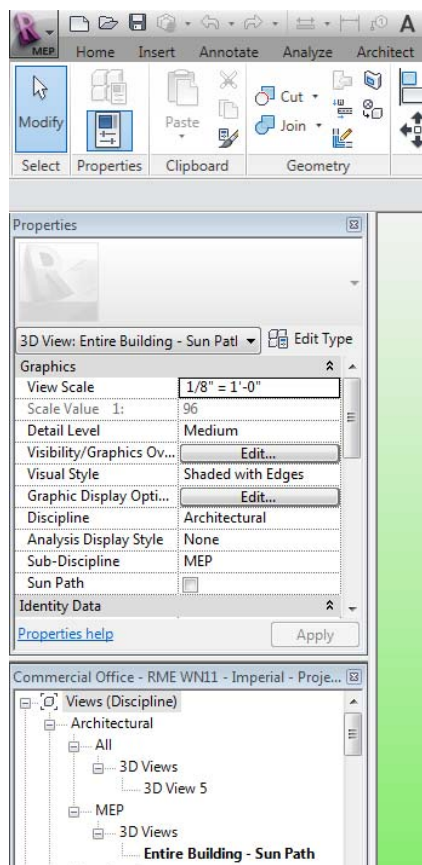 MEP
A
Home Insert Annotate Analyze Architect
Modify
Paste
Cut
Join
Select Properties Clipboard Geometry
Properties
3D View: Entire Building - Sun Patl Edit Type
Graphics
View Scale 1/8" = 1'-0"
Scale Value 1: 96
Detail Level Medium
Visibility/Graphics Ov... Edit...
Visual Style Shaded with Edges
Graphic Display Opti... Edit...
Discipline Architectural
Analysis Display Style None
Sub-Discipline MEP
Sun Path
Identity Data
Properties help Apply
Commercial Office - RME WN11 - Imperial - Proje...
Views (Discipline)
Architectural
All
3D Views
3D View 5
MEP
3D Views
Entire Building - Sun Path